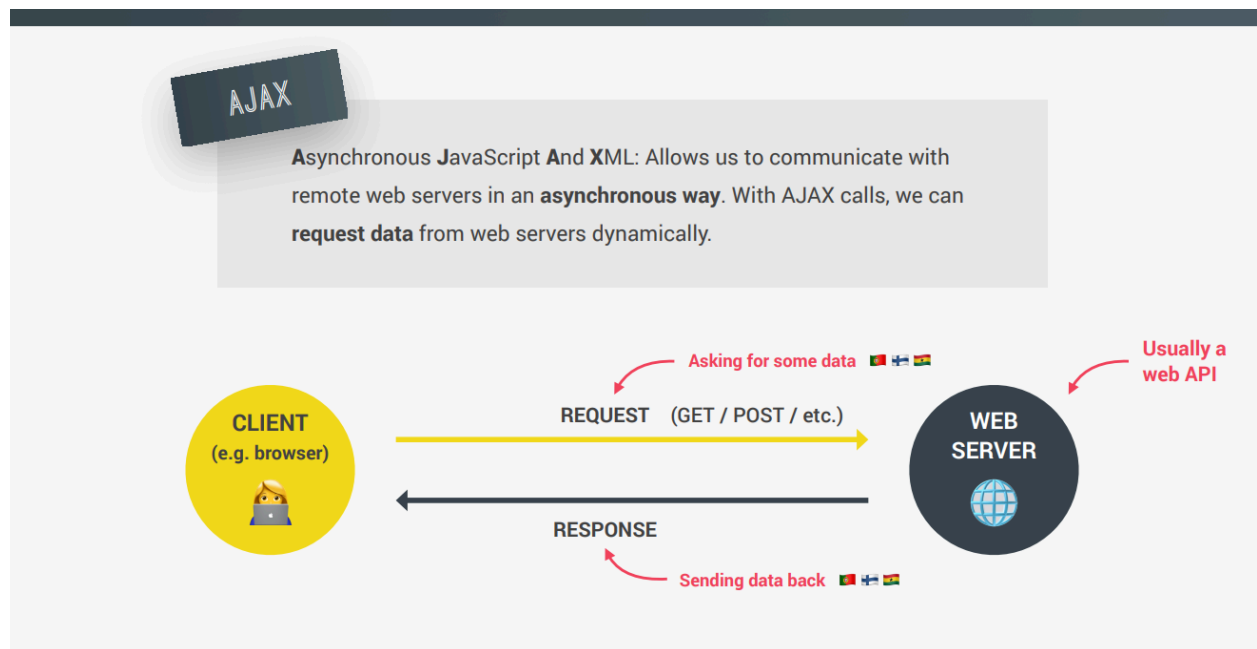 AJAX
Asynchronous JavaScript And XML: Allows us to communicate with
remote web servers in an asynchronous way. With AJAX calls, we can
request data from web servers dynamically.
Asking for some data
Usually a
web API
CLIENT
(e.g. browser)
REQUEST (GET / POST / etc.)
WEB
SERVER
RESPONSE
Sending data back